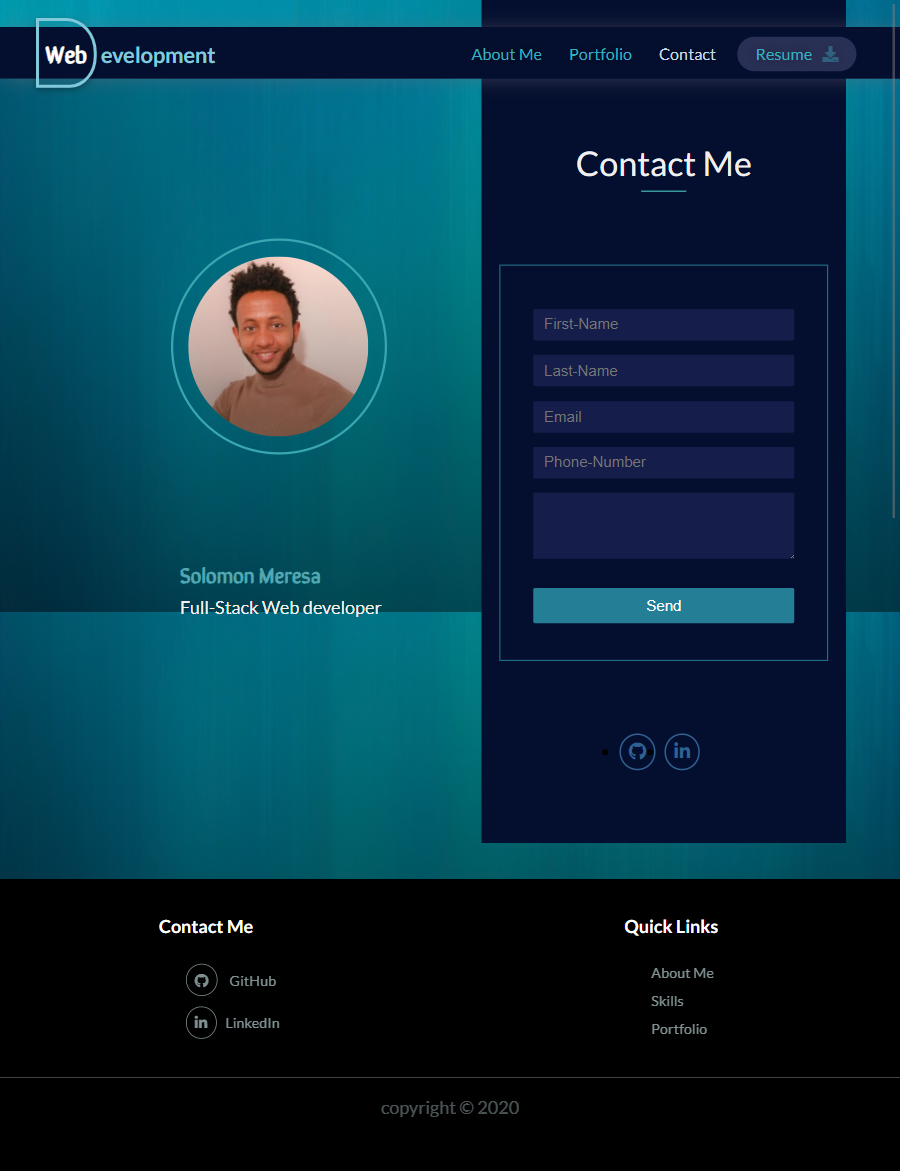 Web evelopment
About Me
Portfolio
Contact
Resume
Contact Me
First-Name
Last-Name
Email
Phone-Number
Send
Solomon Meresa
Full-Stack Web developer
Contact Me
GitHub
LinkedIn
Quick Links
About Me
Skills
Portfolio
copyright © 2020